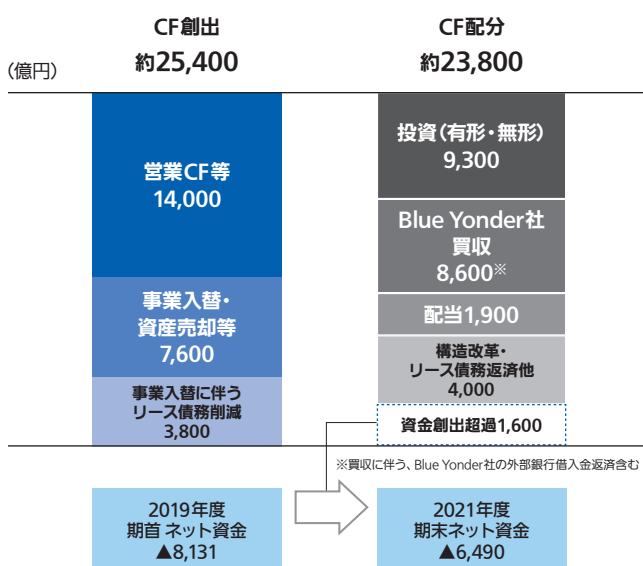 CF創出
約25,400
CF配分
約23,800
(億円)
営業CF等
14,000
事業入替・
資産売却等
7,600
事業入替に伴う
リース債務削減
3,800
投資(有形・無形)
9,300
Blue Yonder社
買収
8,600※
配当1,900
構造改革・
リース債務返済他
4,000
資金創出超過1,600
※買収に伴う、Blue Yonder社の外部銀行借入金返済含む
2019年度
期首 ネット資金
▲8,131
2021年度
期末ネット資金
▲6,490